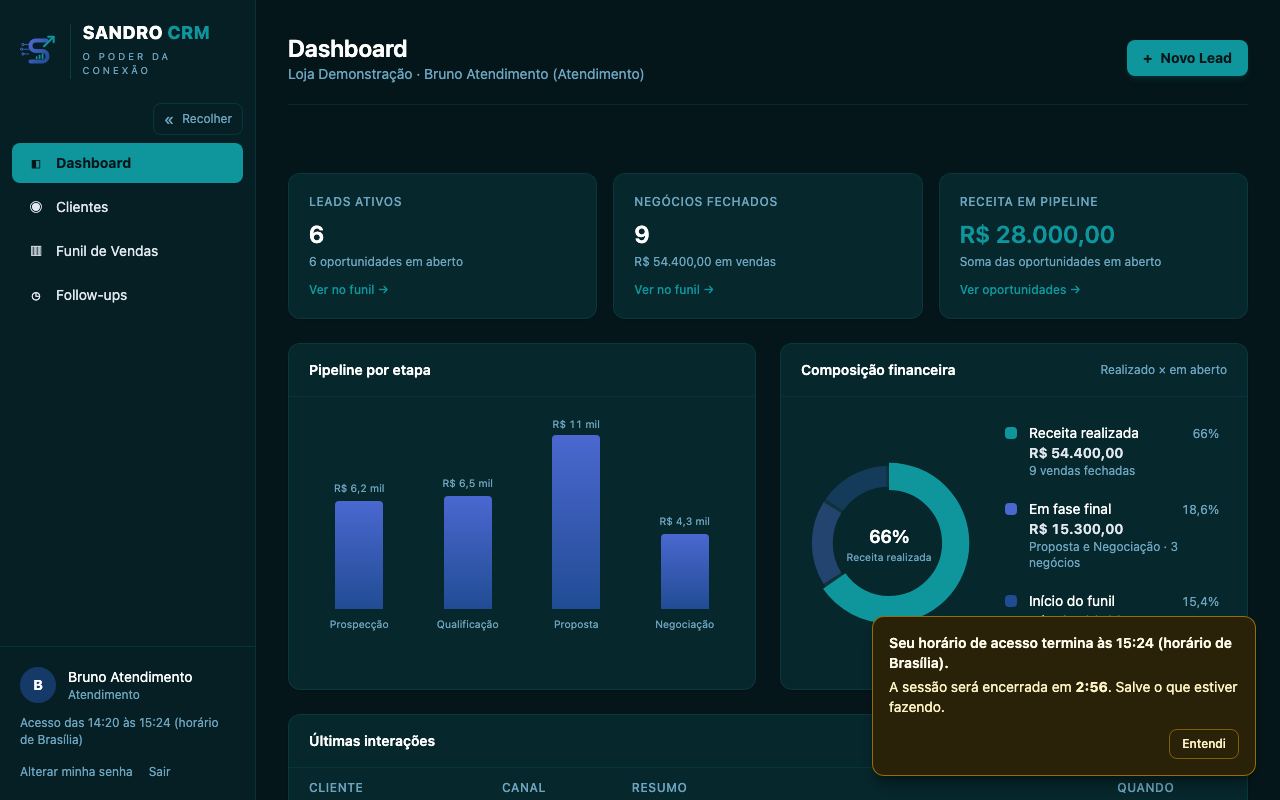 SANDRO CRM
O PODER DA
CONEXÃO
« Recolher
Dashboard
Clientes
Funil de Vendas
Follow-ups
B
Bruno Atendimento
Atendimento
Acesso das 14:20 às 15:24 (horário
de Brasília)
Alterar minha senha Sair
Dashboard
Loja Demonstração · Bruno Atendimento (Atendimento)
+ Novo Lead
LEADS ATIVOS
6
6 oportunidades em aberto
Ver no funil →
NEGÓCIOS FECHADOS
9
R$ 54.400,00 em vendas
Ver no funil →
RECEITA EM PIPELINE
R$ 28.000,00
Soma das oportunidades em aberto
Ver oportunidades →
Pipeline por etapa
R$ 6,2 mil
R$ 6,5 mil
R$ 11 mil
R$ 4,3 mil
Prospecção
Qualificação
Proposta
Negociação
Composição financeira
Realizado × em aberto
66%
Receita realizada
Receita realizada 66%
R$ 54.400,00
9 vendas fechadas
Em fase final 18,6%
R$ 15.300,00
Proposta e Negociação · 3
negócios
Início do funil 15,4%
Últimas interações
CLIENTE CANAL RESUMO QUANDO
Seu horário de acesso termina às 15:24 (horário de
Brasília).
A sessão será encerrada em 2:56. Salve o que estiver
fazendo.
Entendi